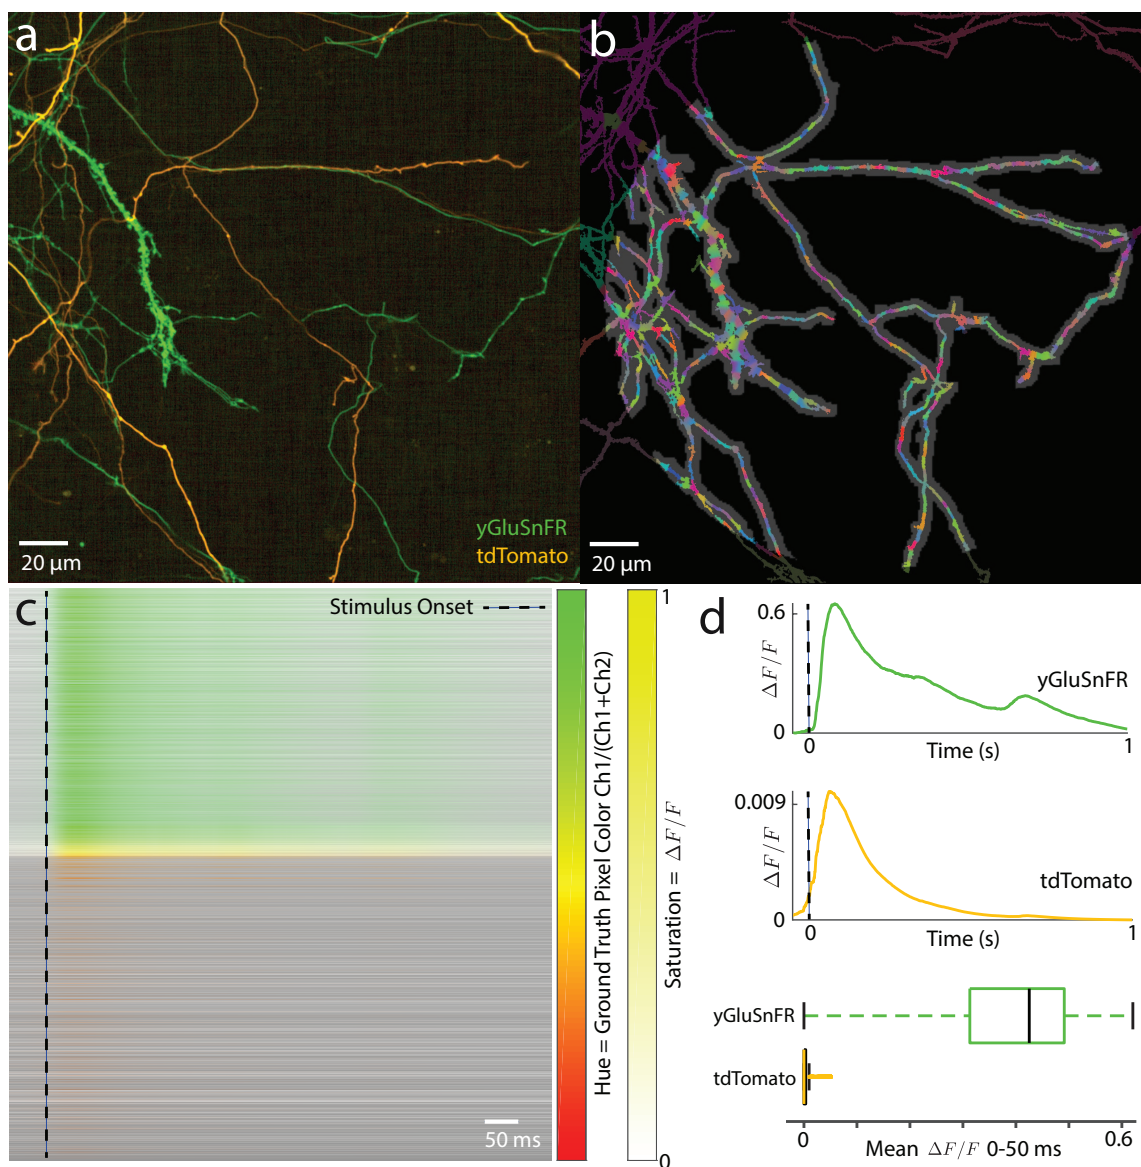 a
yGluSnFR
tdTomato
20 μm
b
20 μm
c
Stimulus Onset
50 ms
Hue = Ground Truth Pixel Color Ch1/(Ch1+Ch2)
1
Saturation = ΔF/F
0
d
0.6
ΔF/F
0
yGluSnFR
0
Time (s)
1
0.009
ΔF/F
0
tdTomato
0
Time (s)
1
yGluSnFR
tdTomato
0
Mean ΔF/F 0-50 ms
0.6